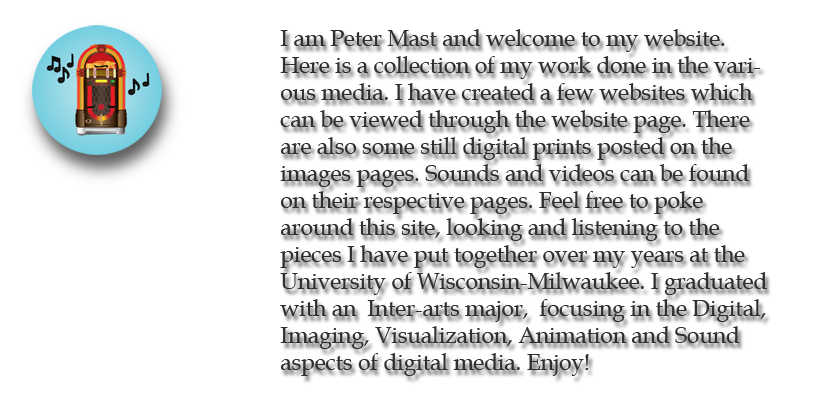 I am Peter Mast and welcome to my website.
Here is a collection of my work done in the vari-
ous media. I have created a few websites which
can be viewed through the website page. There
are also some still digital prints posted on the
images pages. Sounds and videos can be found
on their respective pages. Feel free to poke
around this site, looking and listening to the
pieces I have put together over my years at the
University of Wisconsin-Milwaukee. I graduated
with an  Inter-arts major,  focusing in the Digital,
Imaging, Visualization, Animation and Sound
aspects of digital media. Enjoy!